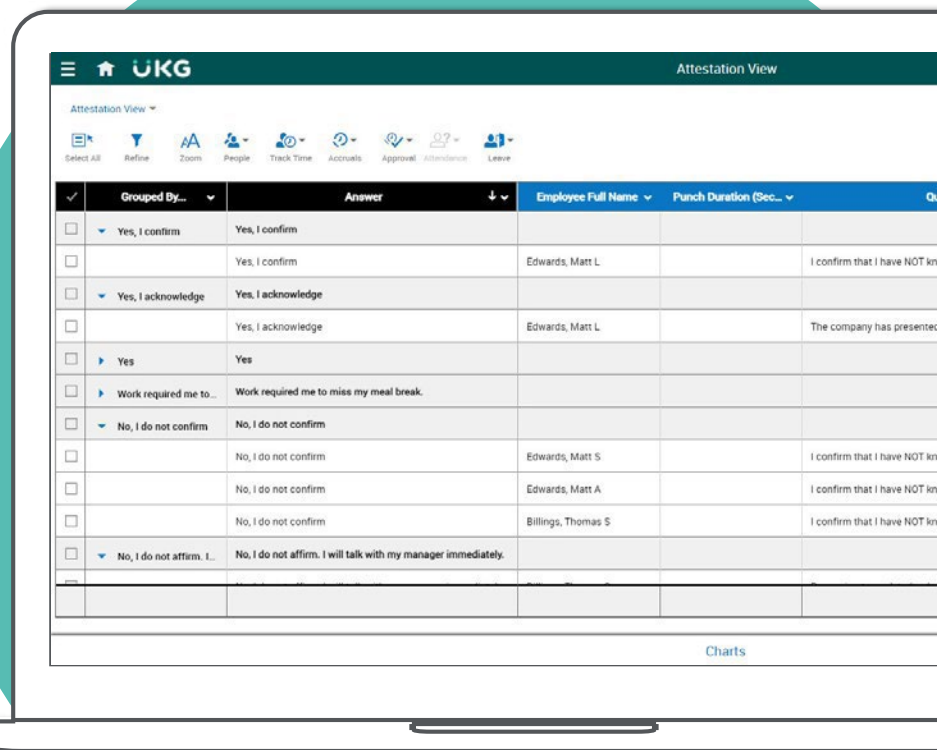 UKG
Attestation View
Attestation View
Select All Refine Zoom People Track Time Accruals Approval Attendance Leave
Grouped By... Answer Employee Full Name Punch Duration (Sec... Qu
Yes, I confirm Yes, I confirm
Yes, I confirm Edwards, Matt L I confirm that I have NOT kn
Yes, I acknowledge Yes, I acknowledge
Yes, I acknowledge Edwards, Matt L The company has presented
Yes Yes
Work required me to... Work required me to miss my meal break.
No, I do not confirm No, I do not confirm
No, I do not confirm Edwards, Matt S I confirm that I have NOT kn
No, I do not confirm Edwards, Matt A I confirm that I have NOT kn
No, I do not confirm Billings, Thomas S I confirm that I have NOT kn
No, I do not affirm. I... No, I do not affirm. I will talk with my manager immediately.
Charts